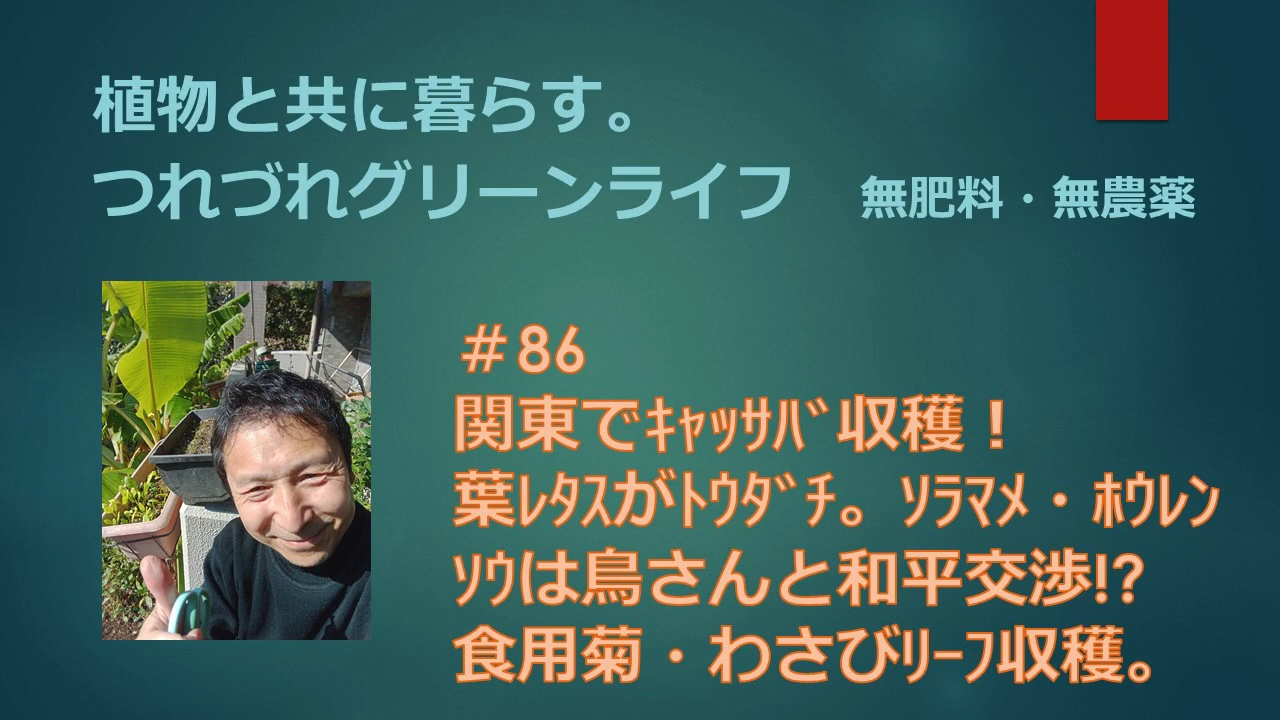 植物と共に暮らす。
つれづれグリーンライフ 無肥料・無農薬
＃86
関東でｷｬｯｻﾊﾞ収穫！
葉ﾚﾀｽがﾄｳﾀﾞﾁ。ｿﾗﾏﾒ・ﾎｳﾚﾝ
ｿｳは鳥さんと和平交渉!?
食用菊・わさびﾘｰﾌ収穫。